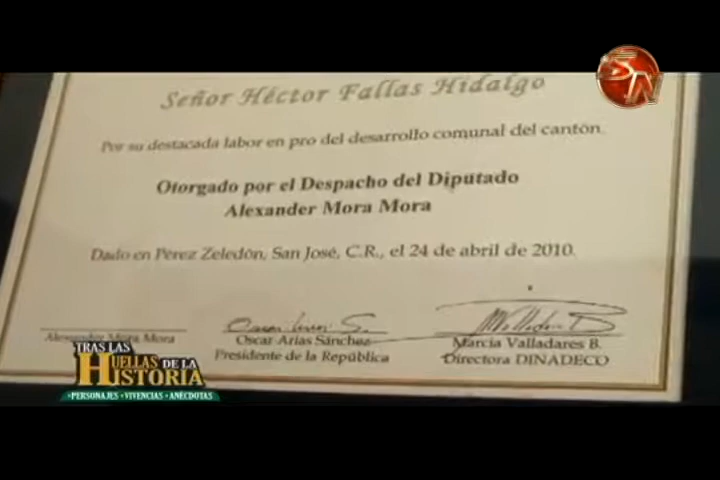 SN
Señor Héctor Fallas Hidalgo
Por su destacada labor en pro del desarrollo comunal del cantón.
Otorgado por el Despacho del Diputado
Alexander Mora Mora
Dado en Pérez Zeledón, San José, C.R., el 24 de abril de 2010.
Alexander Mora Mora
Oscar Arias Sánchez
Presidente de la República
Marcia Valladares B.
Directora DINADECO
TRAS LAS
HUELLAS DE LA
HISTORIA
•PERSONAJES •VIVENCIAS •ANÉCDOTAS